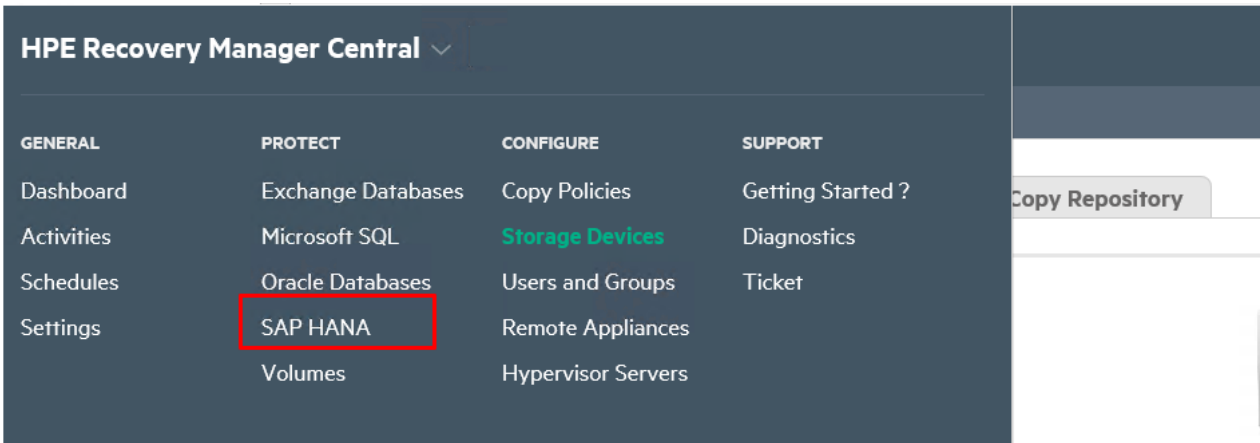 HPE Recovery Manager Central
GENERAL
Dashboard
Activities
Schedules
Settings
PROTECT
Exchange Databases
Microsoft SQL
Oracle Databases
SAP HANA
Volumes
CONFIGURE
Copy Policies
Storage Devices
Users and Groups
Remote Appliances
Hypervisor Servers
SUPPORT
Getting Started ?
Diagnostics
Ticket
Copy Repository